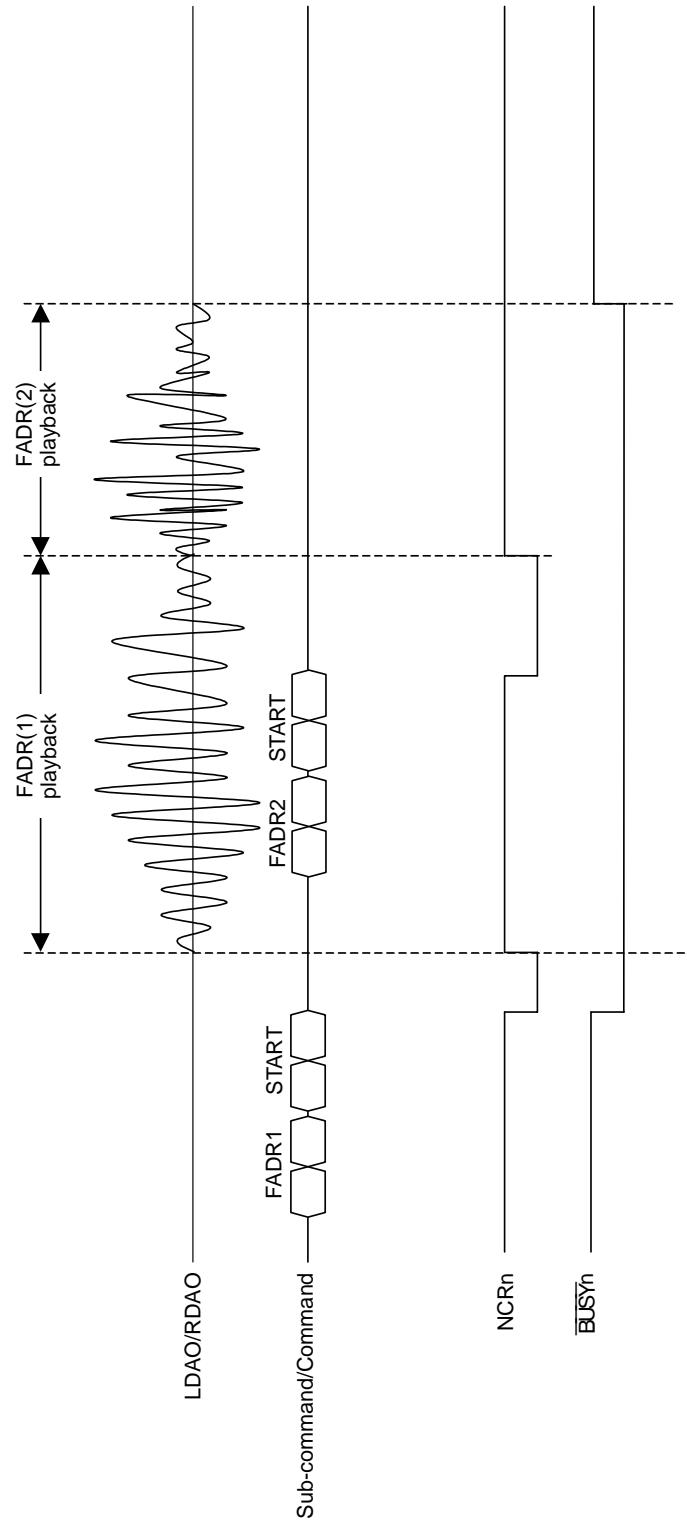 FADR(1)
playback
FADR(2)
playback
LDAO/RDAO
FADR1
START
FADR2
START
Sub-command/Command
NCRn
BUSYn